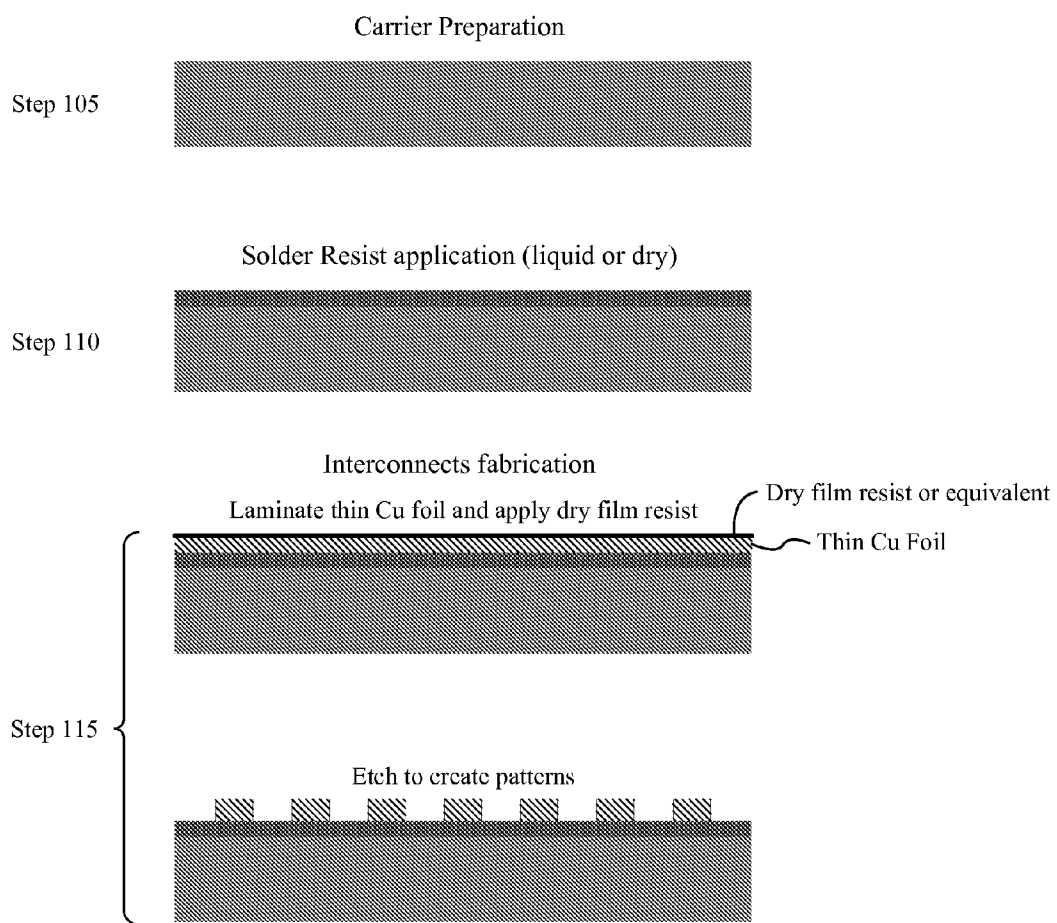 Carrier Preparation
Step 105
Solder Resist application (liquid or dry)
Step 110
Interconnects fabrication
Laminate thin Cu foil and apply dry film resist
Dry film resist or equivalent
Thin Cu Foil
Step 115
Etch to create patterns